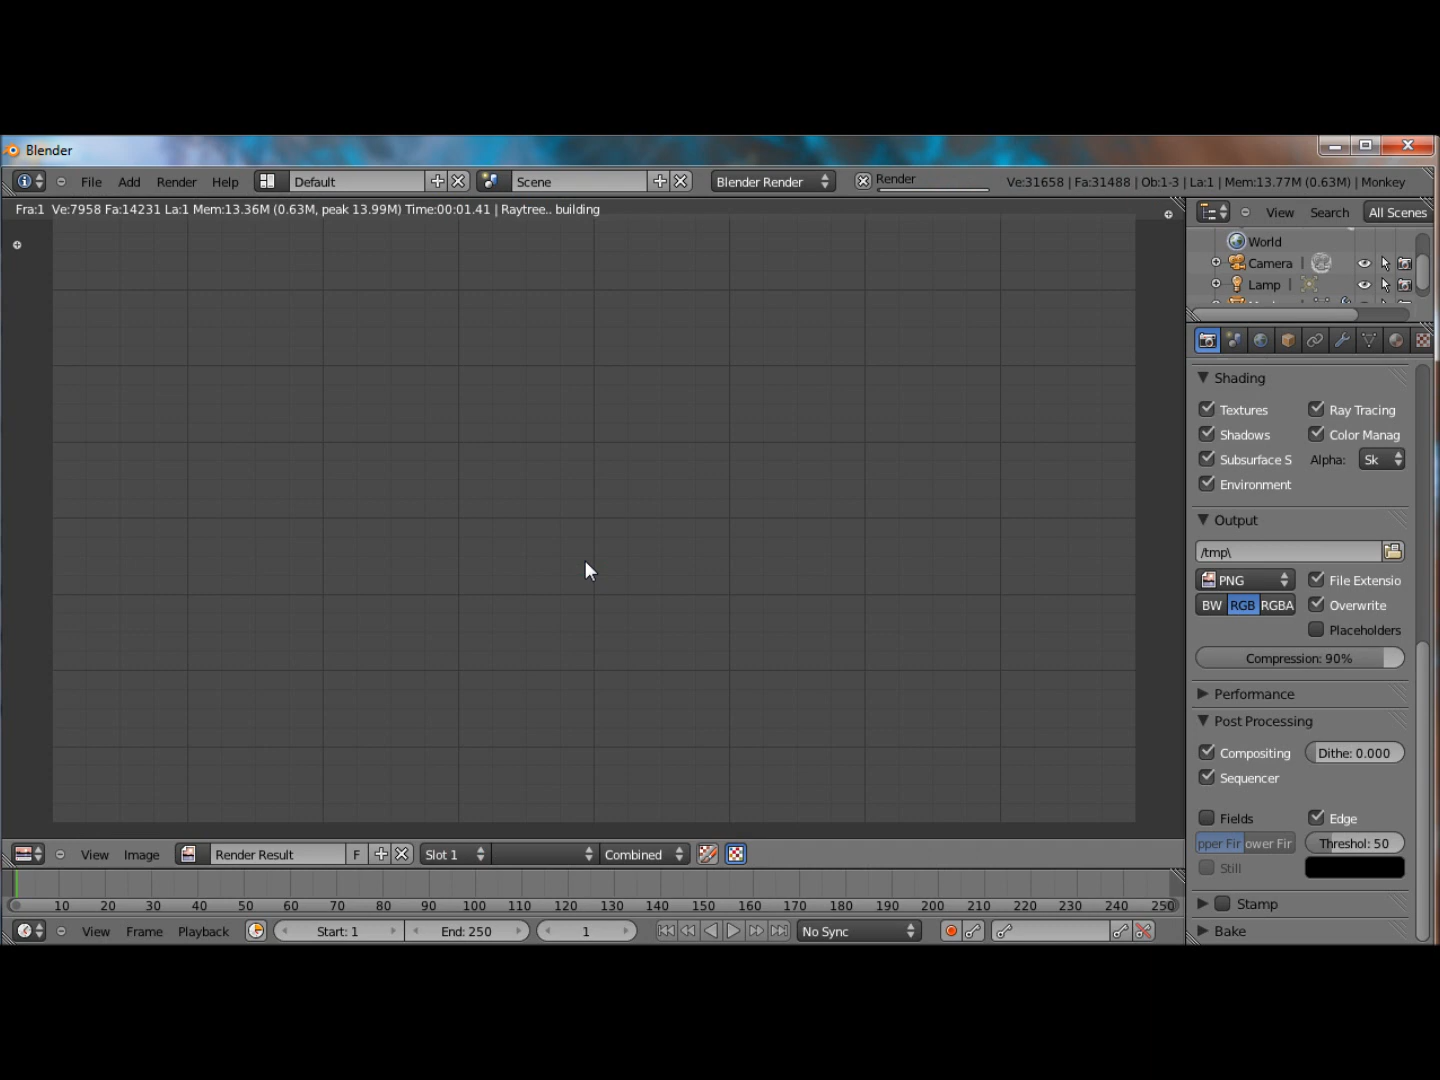 Blender
File Add Render Help Default Scene Blender Render Render Ve:31658 | Fa:31488 | Ob:1-3 | La:1 | Mem:13.77M (0.63M) | Monkey
Fra:1 Ve:7958 Fa:14231 La:1 Mem:13.36M (0.63M, peak 13.99M) Time:00:01.41 | Raytree.. building
View Search All Scenes
World
Camera
Lamp
Shading
Textures Ray Tracing
Shadows Color Manag
Subsurface S Alpha: Sk
Environment
Output
/tmp\
PNG File Extensio
BW RGB RGBA Overwrite
Placeholders
Compression: 90%
Performance
Post Processing
Compositing Dithe: 0.000
Sequencer
Fields Edge
pper Fir ower Fir Threshol: 50
Still
Stamp
Bake
View Image Render Result F Slot 1 Combined
10 20 30 40 50 60 70 80 90 100 110 120 130 140 150 160 170 180 190 200 210 220 230 240 250
View Frame Playback Start: 1 End: 250 1 No Sync